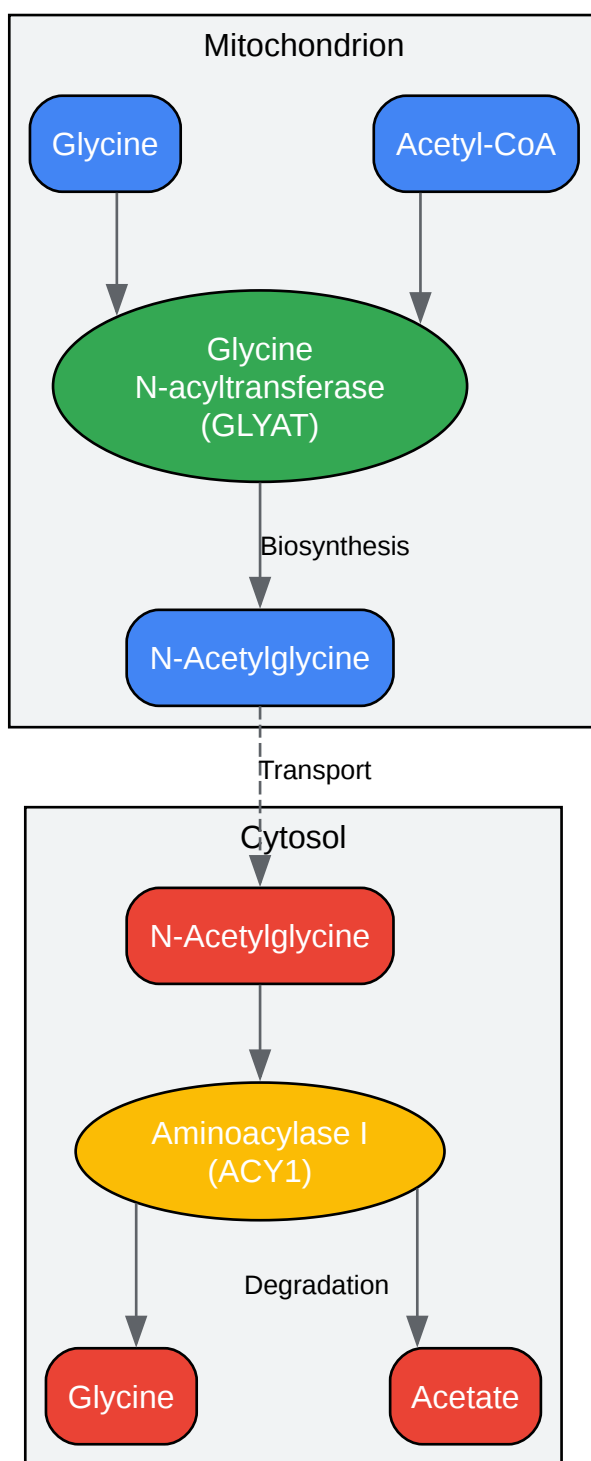 Mitochondrion
Glycine
Acetyl-CoA
Glycine
N-acyltransferase
(GLYAT)
Biosynthesis
N-Acetylglycine
Transport
Cytosol
N-Acetylglycine
Aminoacylase I
(ACY1)
Degradation
Glycine
Acetate